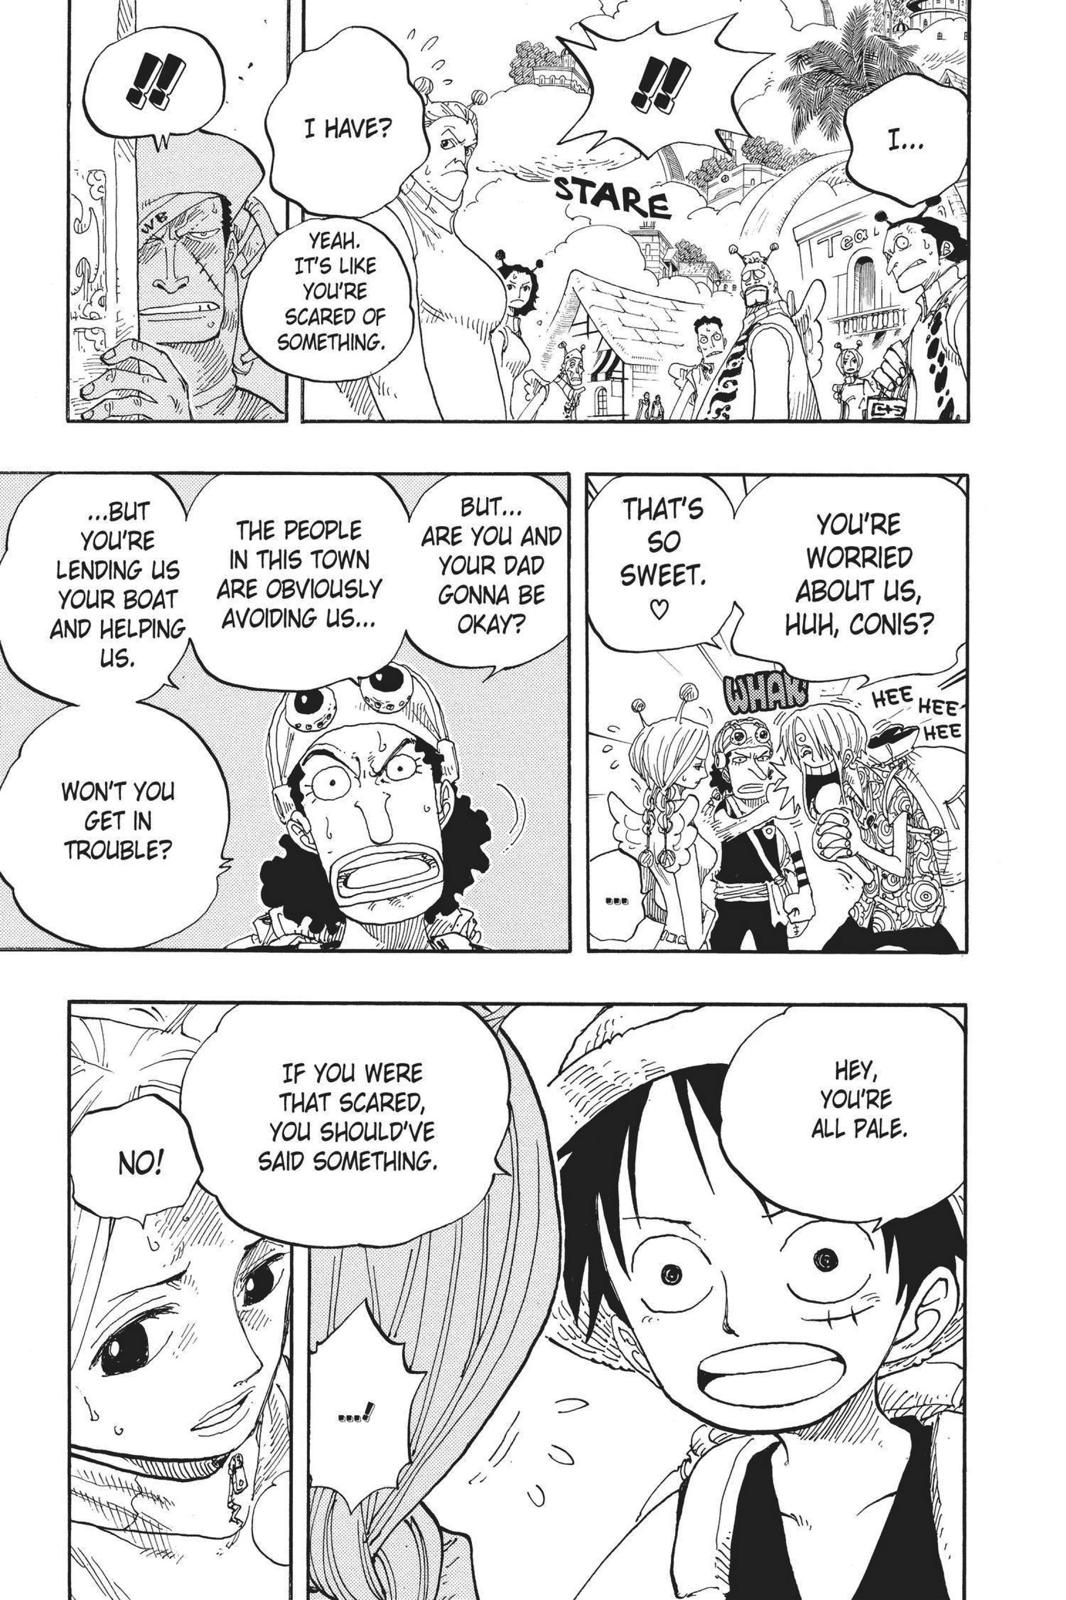 I...
!!
STARE
Tea
I HAVE?
YEAH.
IT'S LIKE
YOU'RE
SCARED OF
SOMETHING.
!!
WB
YOU'RE
WORRIED
ABOUT US,
HUH, CONIS?
THAT'S
SO
SWEET.
♡
WHAK
HEE
HEE
HEE
...
BUT...
ARE YOU AND
YOUR DAD
GONNA BE
OKAY?
THE PEOPLE
IN THIS TOWN
ARE OBVIOUSLY
AVOIDING US...
...BUT
YOU'RE
LENDING US
YOUR BOAT
AND HELPING
US.
WON'T YOU
GET IN
TROUBLE?
HEY,
YOU'RE
ALL PALE.
IF YOU WERE
THAT SCARED,
YOU SHOULD'VE
SAID SOMETHING.
...!
NO!